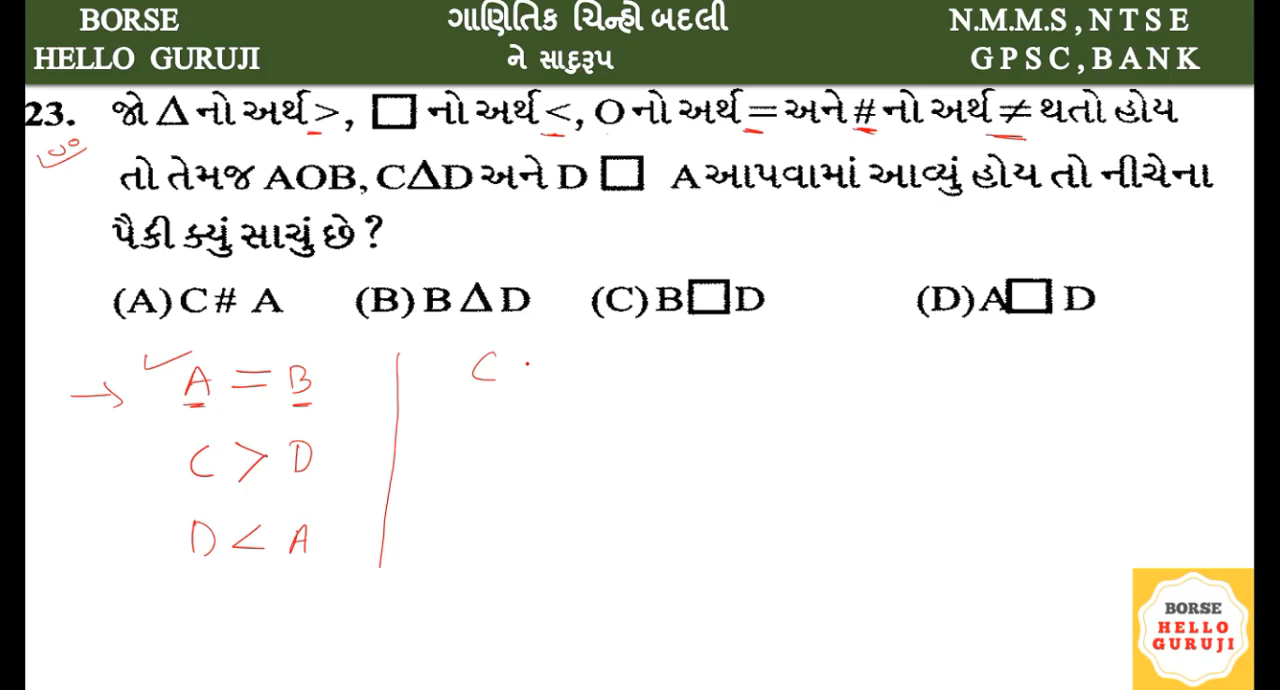 BORSE
HELLO GURUJI
ગાણિતિક ચિન્હો બદલી
ને સાદુરૂપ
N.M.M.S , N T S E
G P S C , B A N K
23. જો Δ નો અર્થ >, □ નો અર્થ <, O નો અર્થ = અને # નો અર્થ ≠ થતો હોય
તો તેમજ AOB, CΔD અને D □ A આપવામાં આવ્યું હોય તો નીચેના
પૈકી ક્યું સાચું છે ?
(A) C # A (B) B Δ D (C) B □ D (D) A □ D
→ A = B
C > D
D < A
C
BORSE
HELLO
GURUJI